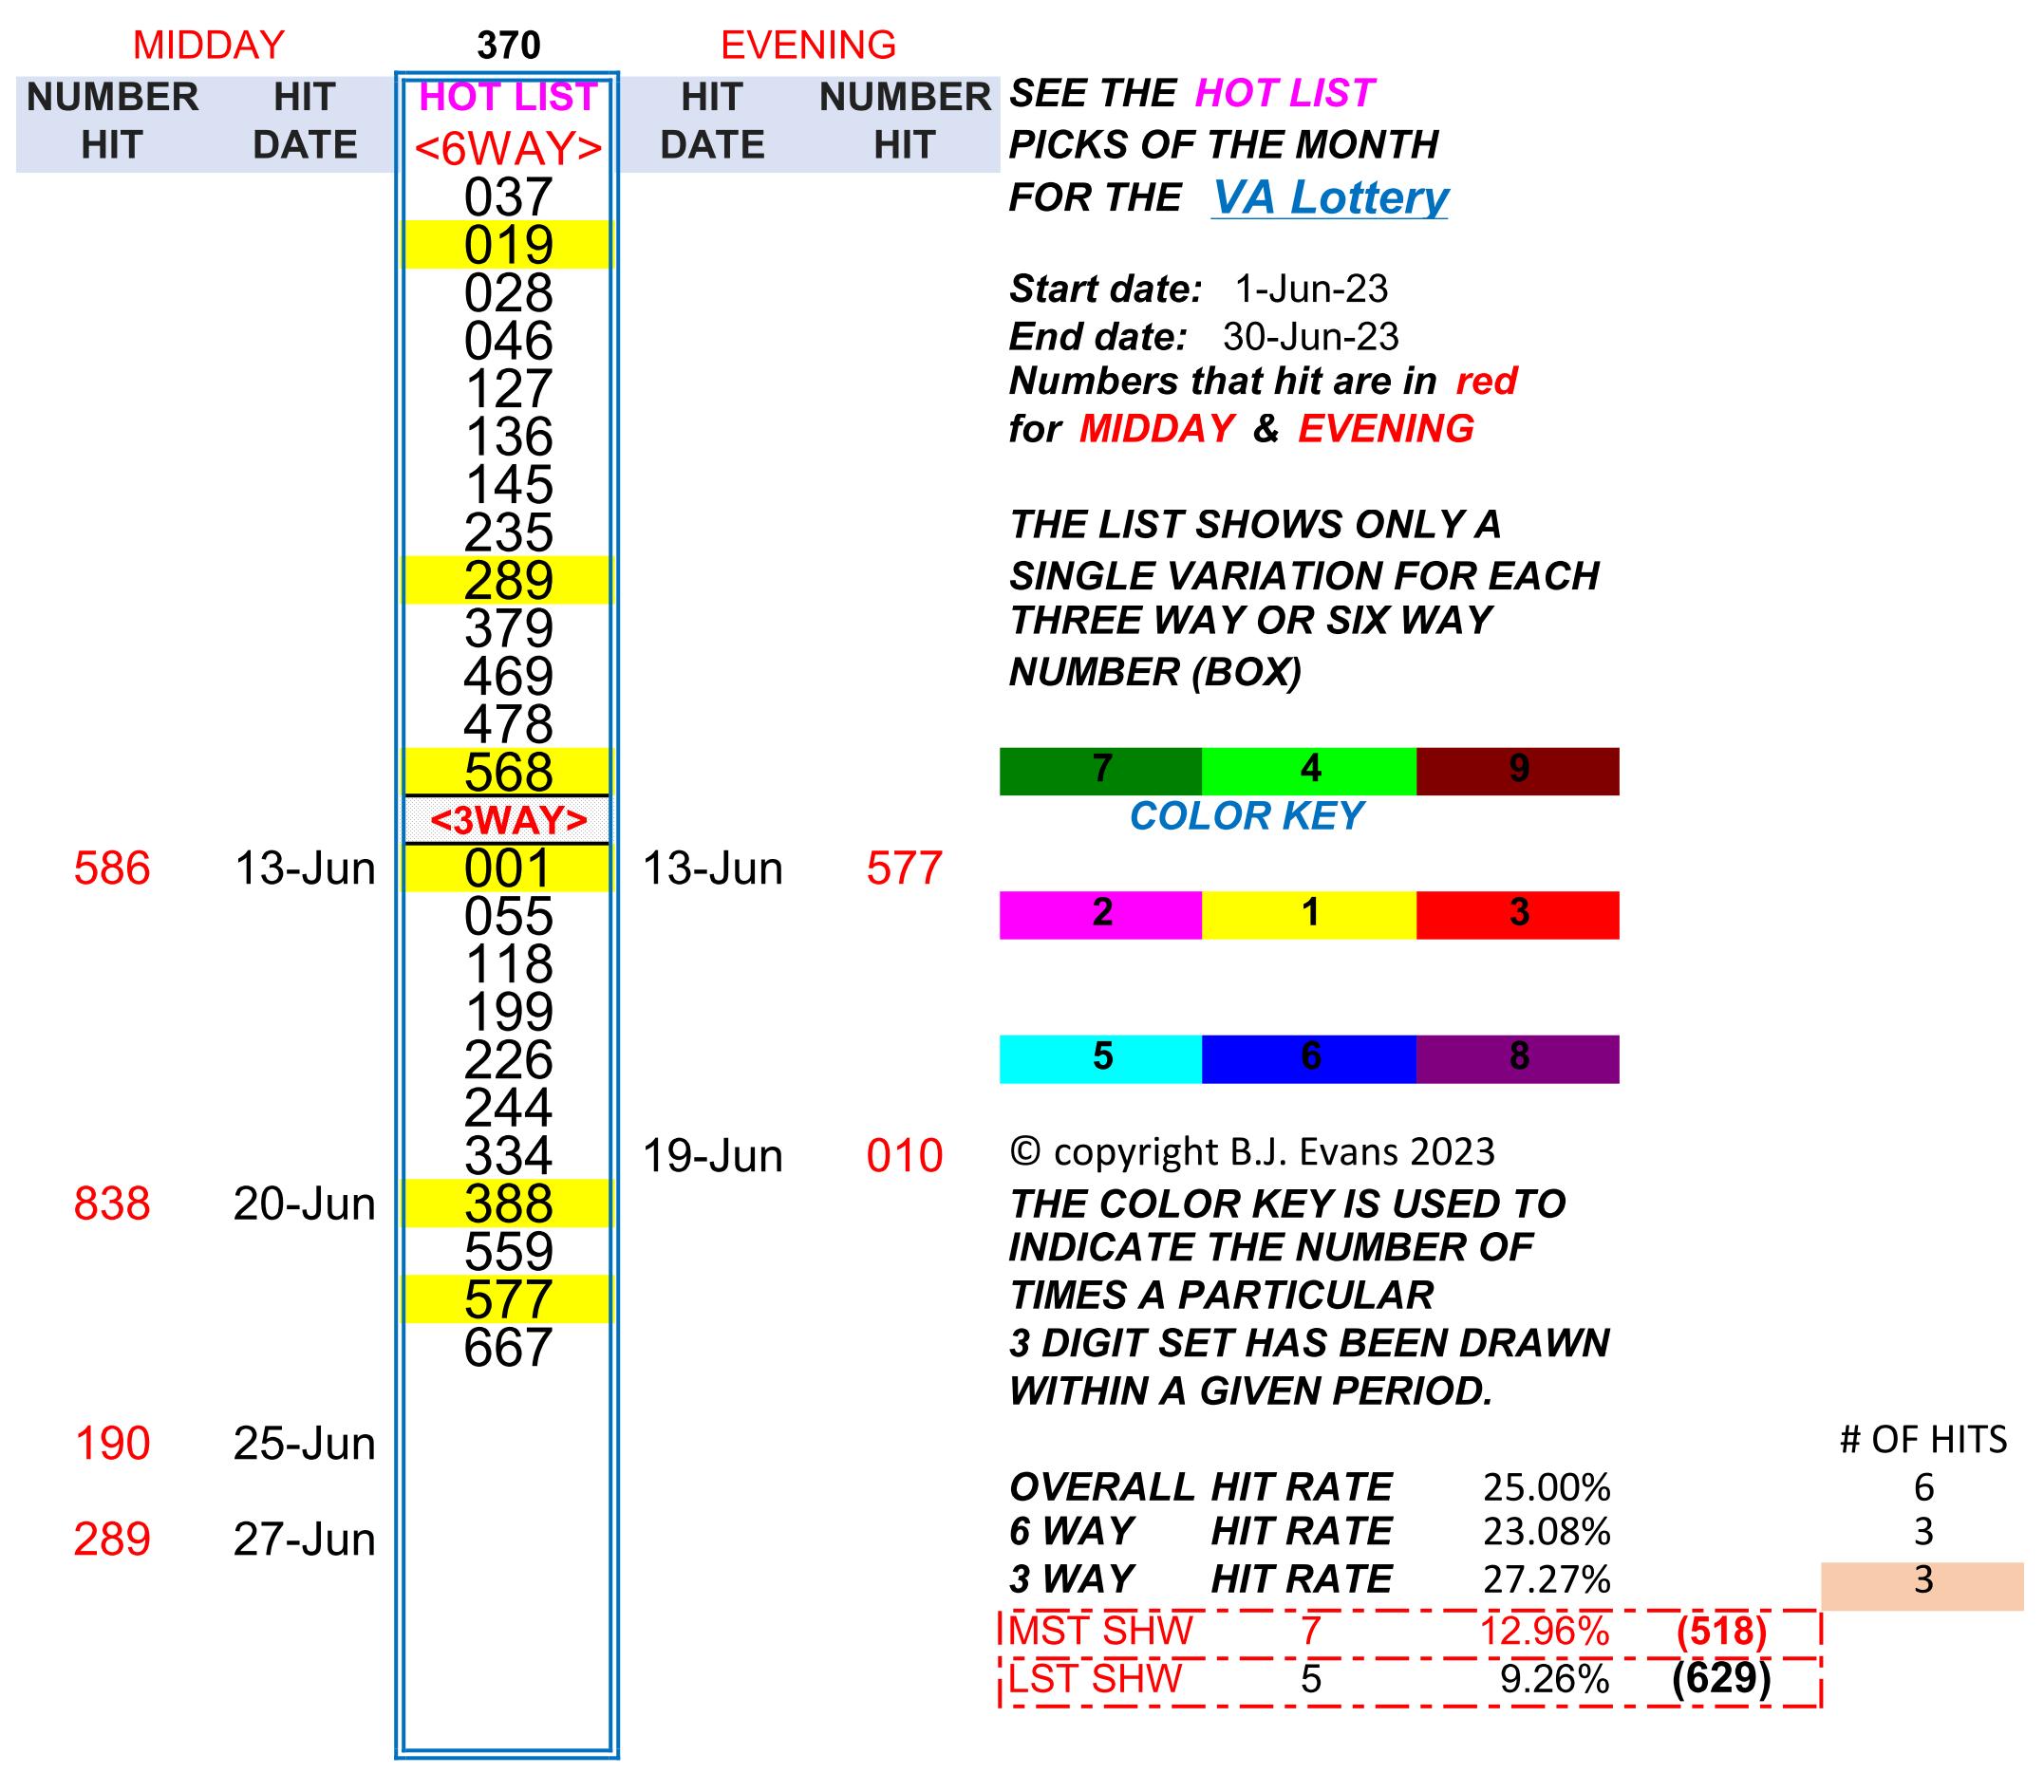 MIDDAY 370 EVENING
NUMBER HIT HOT LIST HIT NUMBER SEE THE HOT LIST
HIT DATE <6WAY> DATE HIT PICKS OF THE MONTH
037 FOR THE VA Lottery
019
028 Start date: 1-Jun-23
046 End date: 30-Jun-23
127 Numbers that hit are in red
136 for MIDDAY & EVENING
145
235 THE LIST SHOWS ONLY A
289 SINGLE VARIATION FOR EACH
379 THREE WAY OR SIX WAY
469 NUMBER (BOX)
478
568 7 4 9
<3WAY> COLOR KEY
586 13-Jun 001 13-Jun 577
055 2 1 3
118
199
226 5 6 8
244
334 19-Jun 010 © copyright B.J. Evans 2023
838 20-Jun 388 THE COLOR KEY IS USED TO
559 INDICATE THE NUMBER OF
577 TIMES A PARTICULAR
667 3 DIGIT SET HAS BEEN DRAWN
WITHIN A GIVEN PERIOD.
190 25-Jun # OF HITS
OVERALL HIT RATE 25.00% 6
289 27-Jun 6 WAY HIT RATE 23.08% 3
3 WAY HIT RATE 27.27% 3
MST SHW 7 12.96% (518)
LST SHW 5 9.26% (629)